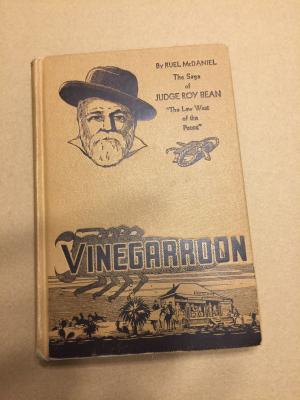 By RUEL McDANIEL
The Saga
of
JUDGE ROY BEAN
"The Law West
of the
Pecos"
VINEGARROON